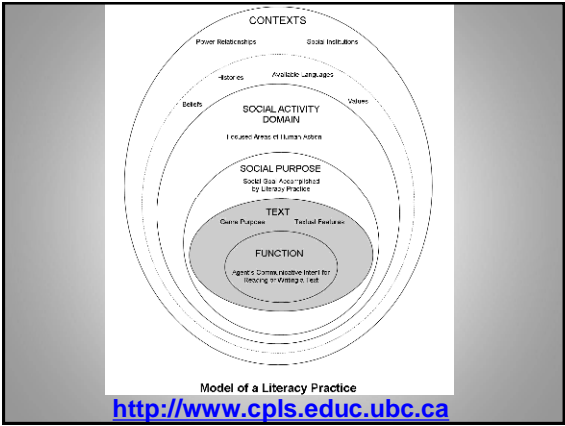 CONTEXTS
Power Relationships Social Institutions
Histories Available Languages
Beliefs Values
SOCIAL ACTIVITY
DOMAIN
Focused Areas of Human Action
SOCIAL PURPOSE
Social Goal Accomplished
by Literacy Practice
TEXT
Genre Purpose Textual Features
FUNCTION
Agent's Communicative Intent for
Reading or Writing a Text
Model of a Literacy Practice
http://www.cpls.educ.ubc.ca